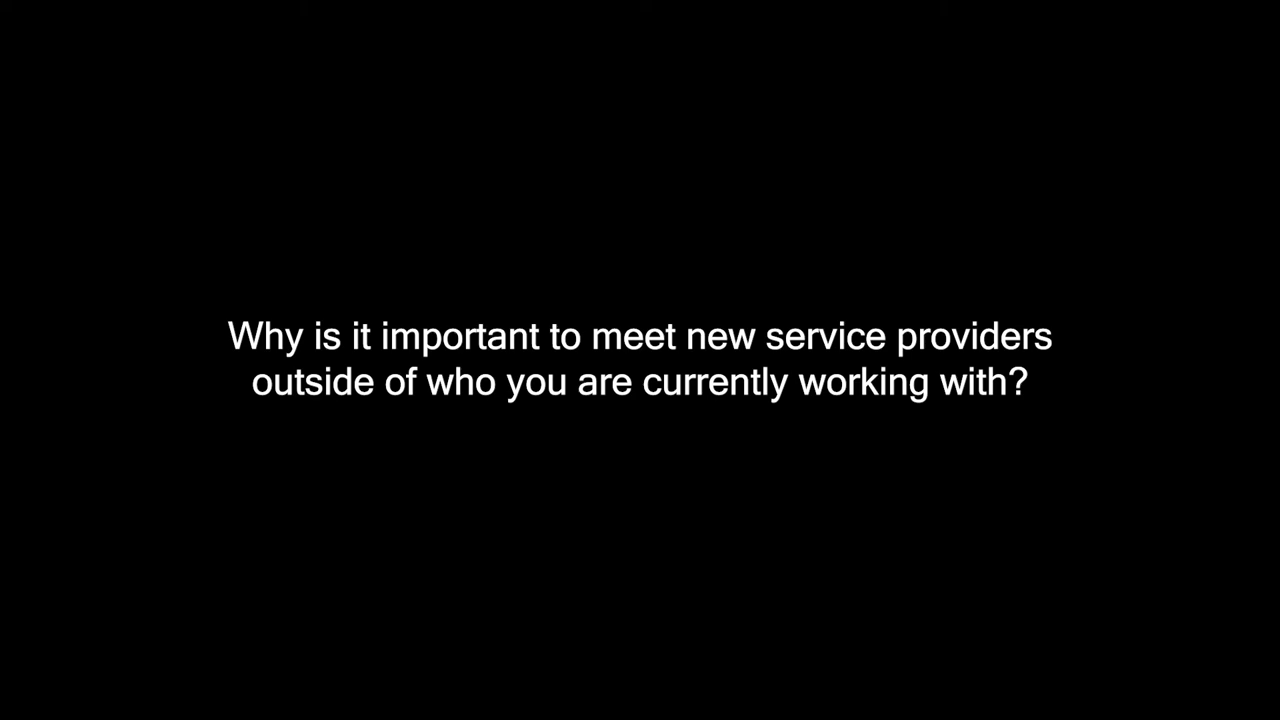 Why is it important to meet new service providers
outside of who you are currently working with?